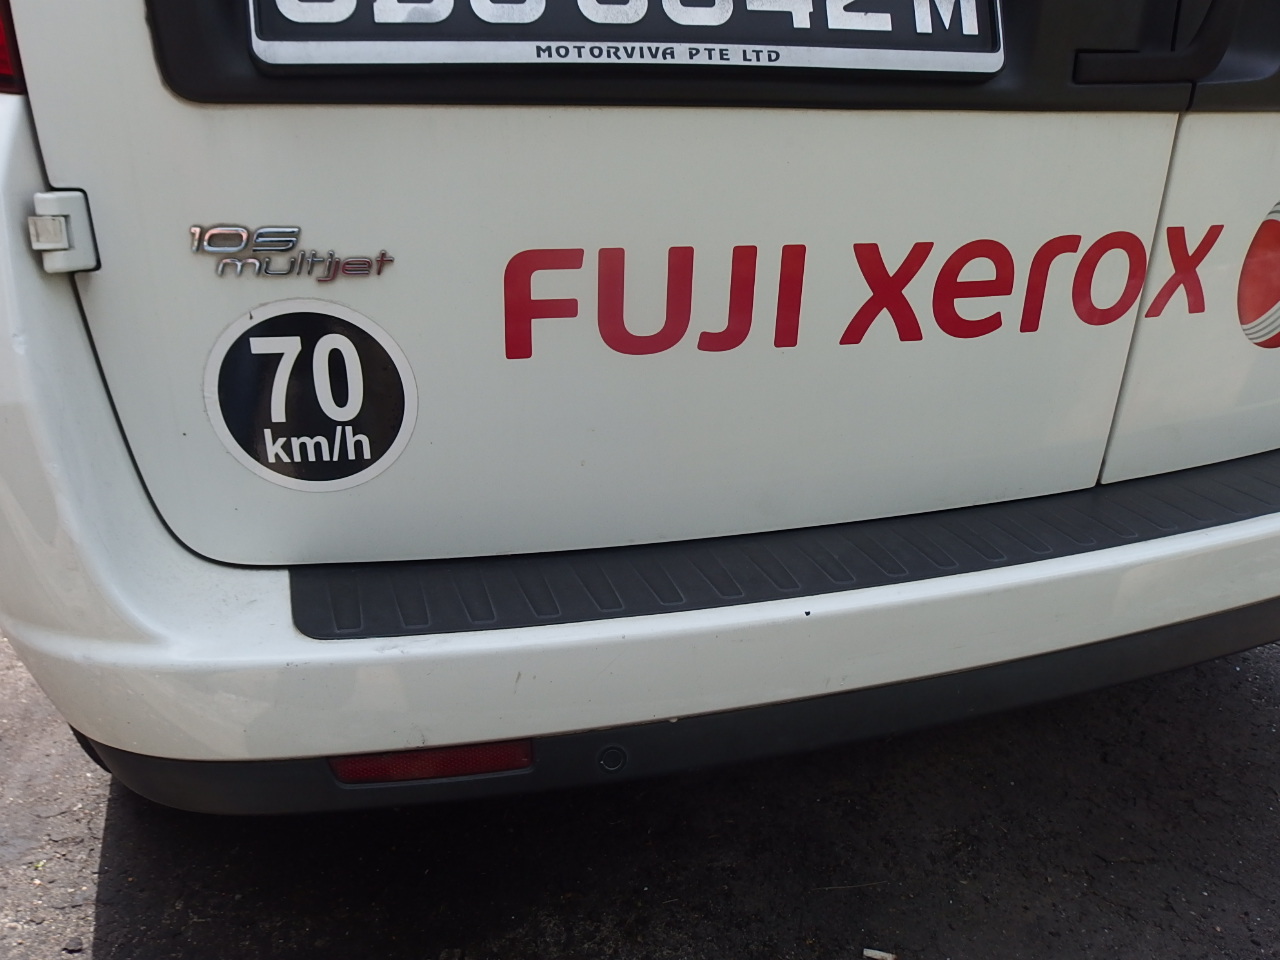 MOTORVIVA PTE LTD
105
multijet
FUJI xerox
70
km/h